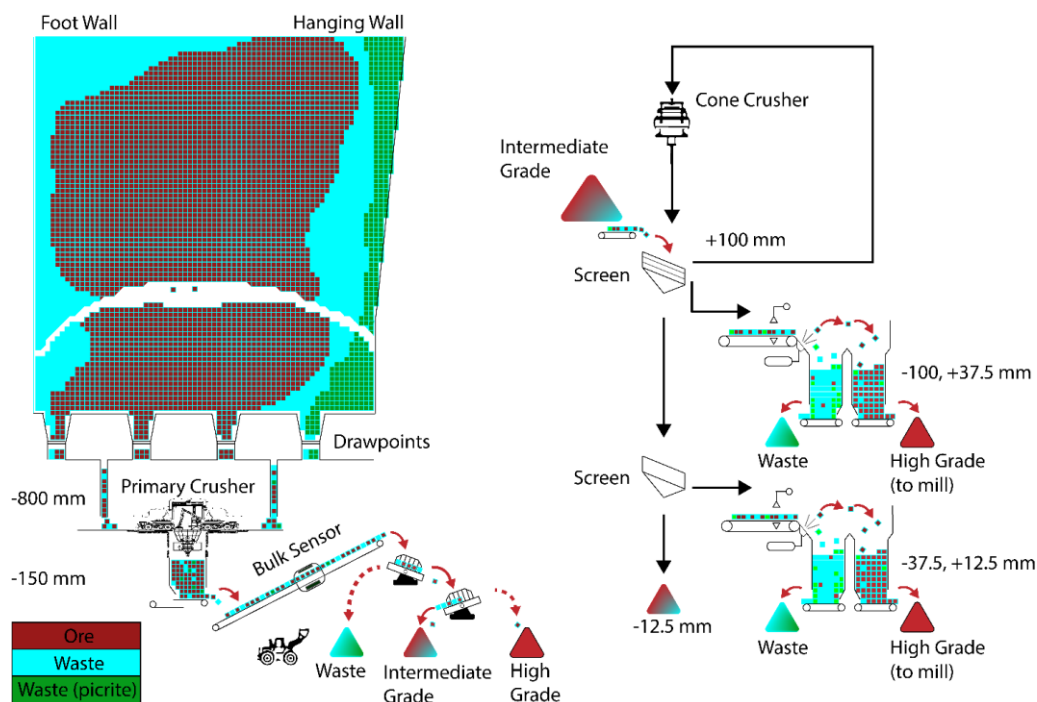 Foot Wall
Hanging Wall
Drawpoints
-800 mm
Primary Crusher
-150 mm
Bulk Sensor
Ore
Waste
Waste (picrite)
Waste
Intermediate
Grade
High
Grade
Cone Crusher
Intermediate
Grade
+100 mm
Screen
-100, +37.5 mm
Waste
High Grade
(to mill)
Screen
-37.5, +12.5 mm
-12.5 mm
Waste
High Grade
(to mill)